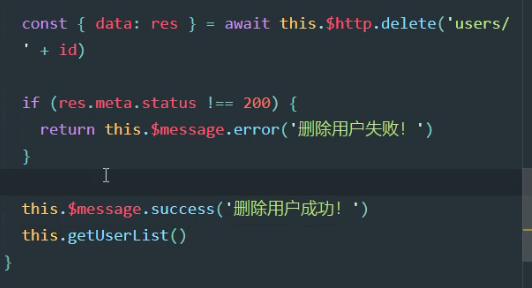 const { data: res } = await this.$http.delete('users/
' + id)
if (res.meta.status !== 200) {
return this.$message.error('删除用户失败！')
}
this.$message.success('删除用户成功！')
this.getUserList()
}